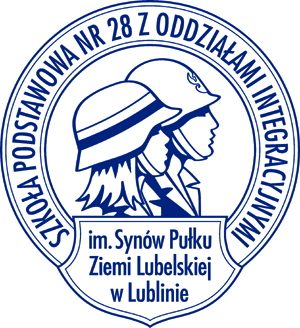 SZKOŁA PODSTAWOWA NR 28 Z ODDZIAŁAMI INTEGRACYJNYMI
im. Synów Pułku
Ziemi Lubelskiej
w Lublinie